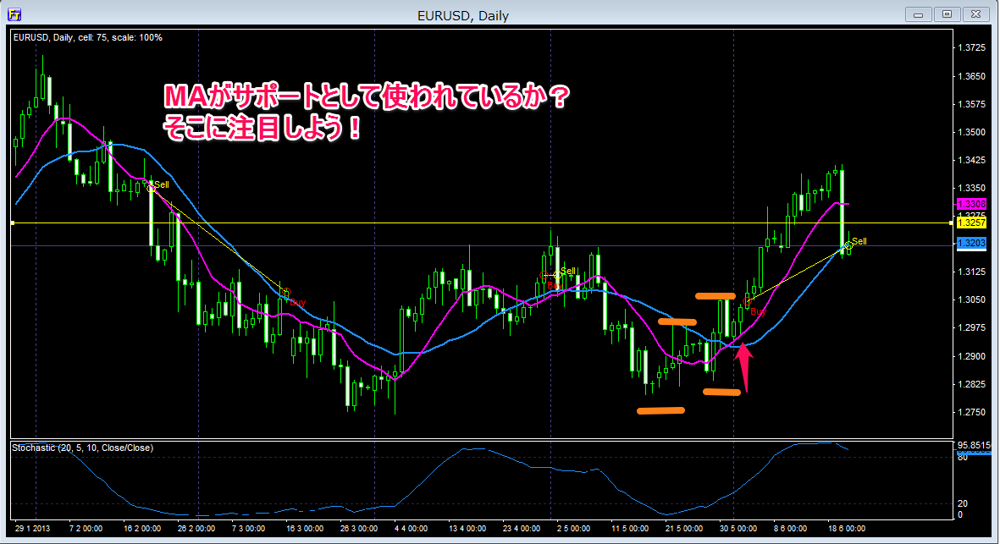 EURUSD, Daily
EURUSD, Daily, cell: 75, scale: 100%
MAがサポートとして使われているか？
そこに注目しよう！
Sell
Buy
Sell
Sell
Buy
1.3725
1.3650
1.3575
1.3500
1.3425
1.3350
1.3308
1.3275
1.3257
1.3203
1.3125
1.3050
1.2975
1.2900
1.2825
1.2750
Stochastic (20, 5, 10, Close/Close)
95.8515
80
20
0
29 1 2013
7 2 00:00
16 2 00:00
26 2 00:00
7 3 00:00
16 3 00:00
26 3 00:00
4 4 00:00
13 4 00:00
23 4 00:00
2 5 00:00
11 5 00:00
21 5 00:00
30 5 00:00
8 6 00:00
18 6 00:00